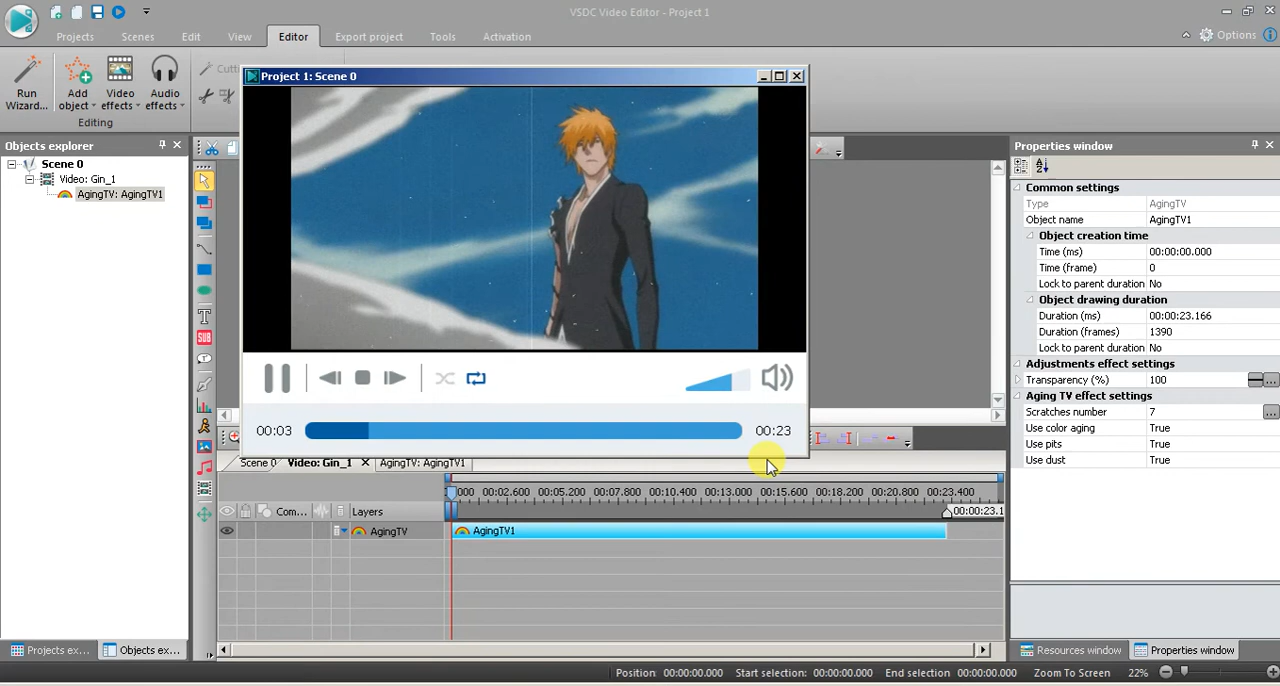 VSDC Video Editor - Project 1
Projects Scenes Edit View Editor Export project Tools Activation Options
Run Wizard...
Add object
Video effects
Audio effects
Editing
Project 1: Scene 0
Objects explorer
Scene 0
Video: Gin_1
AgingTV: AgingTV1
SUB
00:03 00:23
Properties window
Common settings
Type AgingTV
Object name AgingTV1
Object creation time
Time (ms) 00:00:00.000
Time (frame) 0
Lock to parent duration No
Object drawing duration
Duration (ms) 00:00:23.166
Duration (frames) 1390
Lock to parent duration No
Adjustments effect settings
Transparency (%) 100
Aging TV effect settings
Scratches number 7
Use color aging True
Use pits True
Use dust True
Scene 0 Video: Gin_1 AgingTV: AgingTV1
000 00:02.600 00:05.200 00:07.800 00:10.400 00:13.000 00:15.600 00:18.200 00:20.800 00:23.400
Com... Layers 00:00:23.1
AgingTV AgingTV1
Projects ex... Objects ex... Resources window Properties window
Position: 00:00:00.000 Start selection: 00:00:00.000 End selection: 00:00:00.000 Zoom To Screen 22%